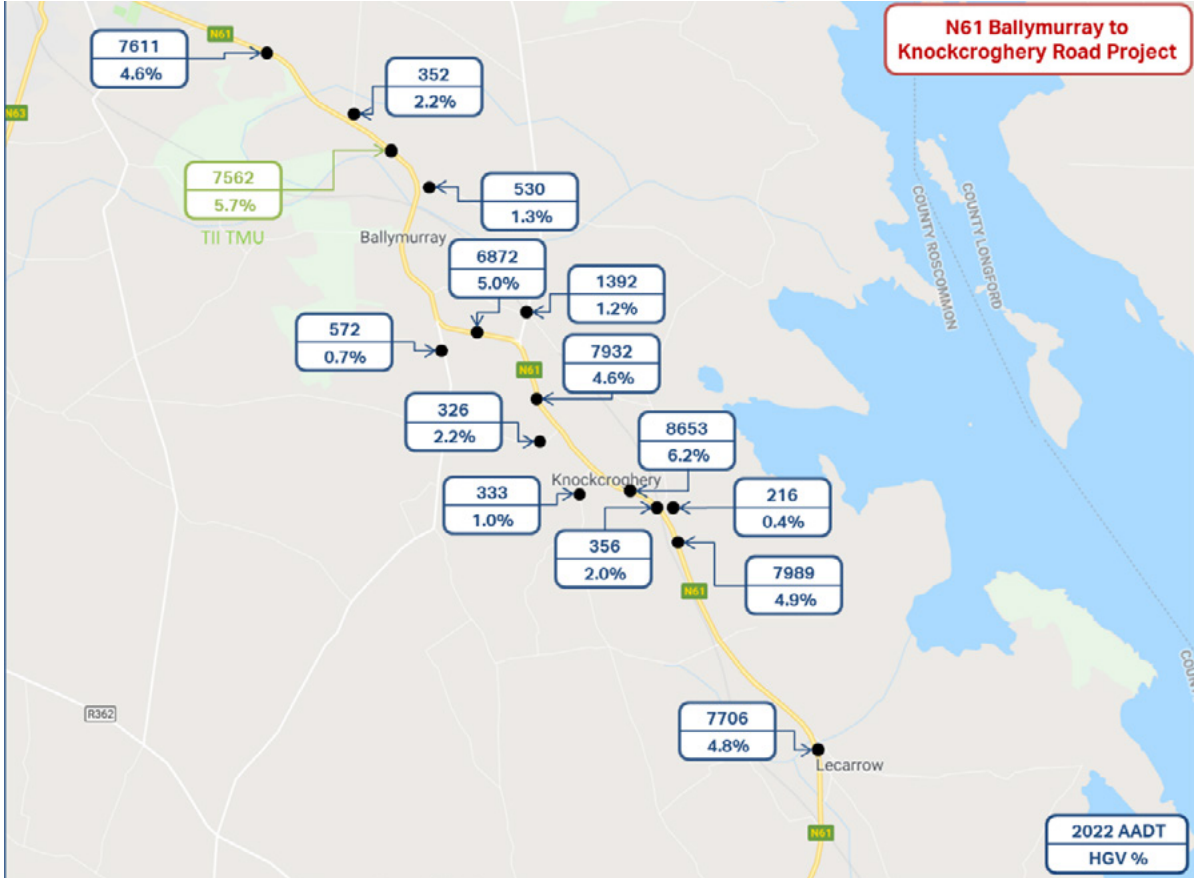 N61 Ballymurray to
Knockcroghery Road Project
N61
7611
4.6%
352
2.2%
N63
7562
5.7%
TII TMU
530
1.3%
Ballymurray
6872
5.0%
1392
1.2%
572
0.7%
7932
4.6%
N61
326
2.2%
8653
6.2%
Knockcroghery
333
1.0%
216
0.4%
356
2.0%
7989
4.9%
N61
COUNTY ROSCOMMON
COUNTY LONGFORD
R362
7706
4.8%
Lecarrow
N61
2022 AADT
HGV %